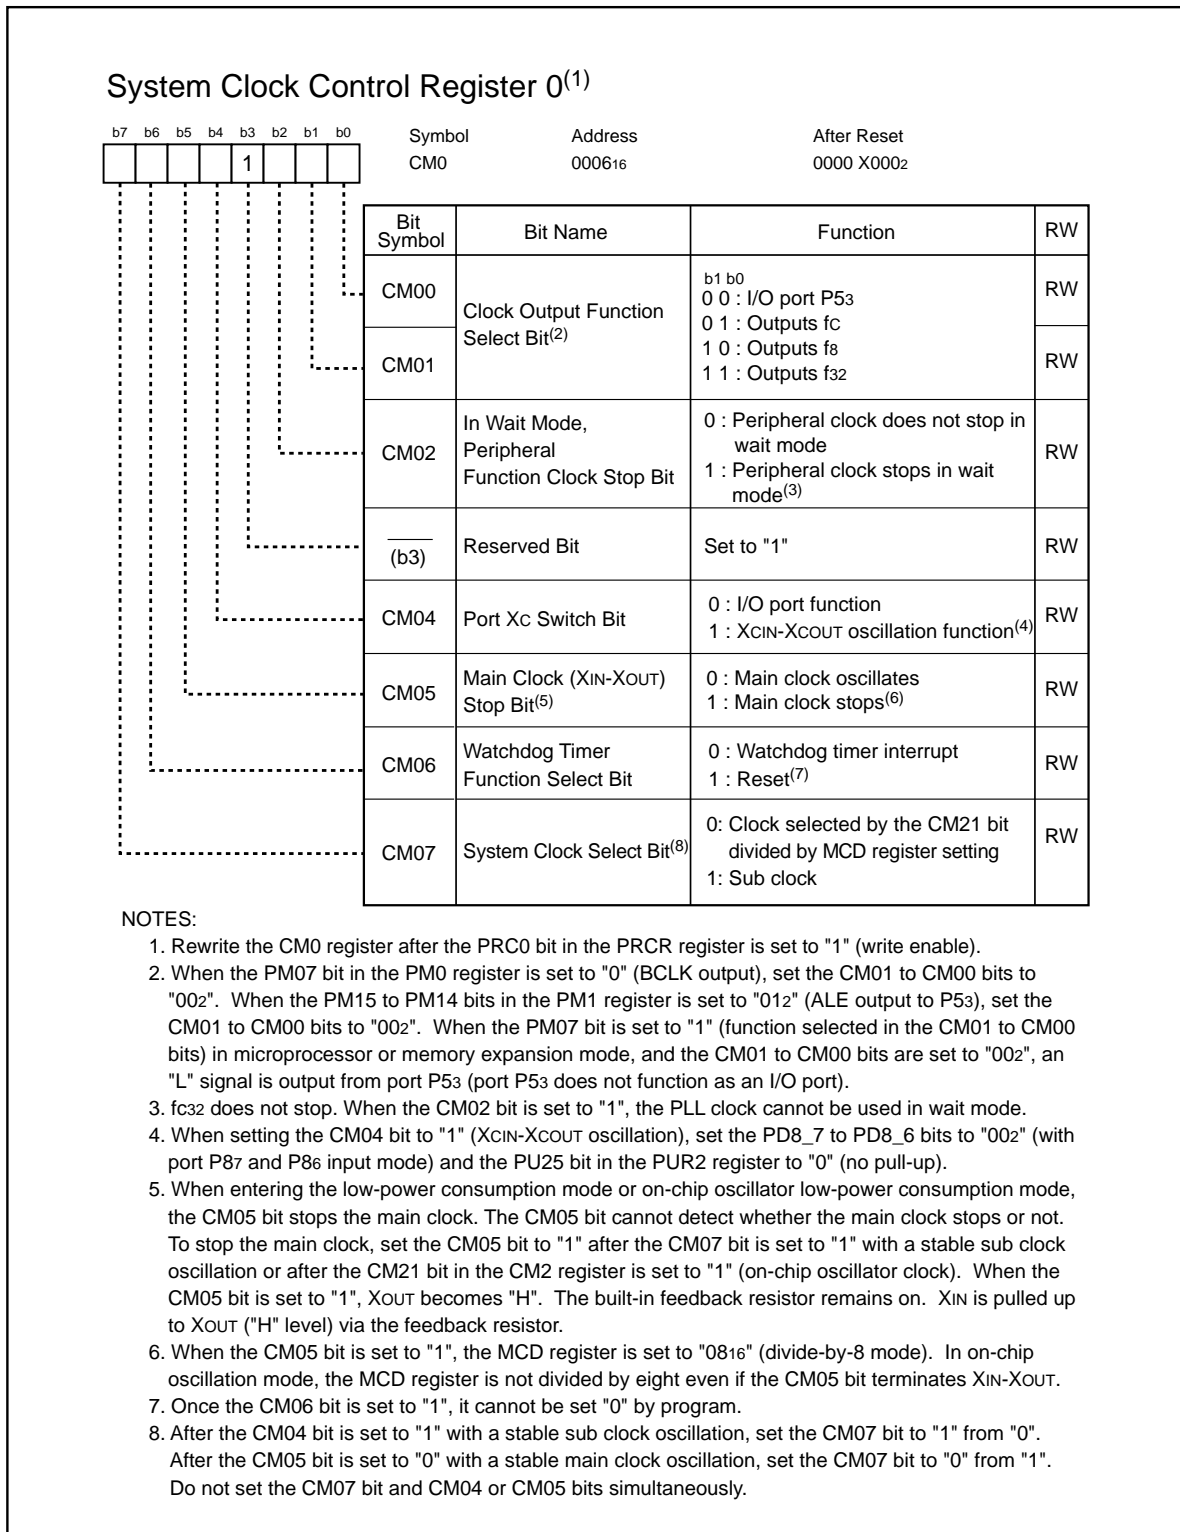 System Clock Control Register 0(1)
b7 b6 b5 b4 b3 b2 b1 b0
1
Symbol Address After Reset
CM0 000616 0000 X0002
Bit Symbol Bit Name Function RW
CM00 Clock Output Function Select Bit(2) b1 b0 RW
0 0 : I/O port P53
0 1 : Outputs fC
CM01 1 0 : Outputs f8 RW
1 1 : Outputs f32
CM02 In Wait Mode, 0 : Peripheral clock does not stop in RW
Peripheral wait mode
Function Clock Stop Bit 1 : Peripheral clock stops in wait
mode(3)
(b3) Reserved Bit Set to "1" RW
CM04 Port XC Switch Bit 0 : I/O port function RW
1 : XCIN-XCOUT oscillation function(4)
CM05 Main Clock (XIN-XOUT) 0 : Main clock oscillates RW
Stop Bit(5) 1 : Main clock stops(6)
CM06 Watchdog Timer 0 : Watchdog timer interrupt RW
Function Select Bit 1 : Reset(7)
CM07 System Clock Select Bit(8) 0: Clock selected by the CM21 bit RW
divided by MCD register setting
1: Sub clock
NOTES:
1. Rewrite the CM0 register after the PRC0 bit in the PRCR register is set to "1" (write enable).
2. When the PM07 bit in the PM0 register is set to "0" (BCLK output), set the CM01 to CM00 bits to
"002". When the PM15 to PM14 bits in the PM1 register is set to "012" (ALE output to P53), set the
CM01 to CM00 bits to "002". When the PM07 bit is set to "1" (function selected in the CM01 to CM00
bits) in microprocessor or memory expansion mode, and the CM01 to CM00 bits are set to "002", an
"L" signal is output from port P53 (port P53 does not function as an I/O port).
3. fC32 does not stop. When the CM02 bit is set to "1", the PLL clock cannot be used in wait mode.
4. When setting the CM04 bit to "1" (XCIN-XCOUT oscillation), set the PD8_7 to PD8_6 bits to "002" (with
port P87 and P86 input mode) and the PU25 bit in the PUR2 register to "0" (no pull-up).
5. When entering the low-power consumption mode or on-chip oscillator low-power consumption mode,
the CM05 bit stops the main clock. The CM05 bit cannot detect whether the main clock stops or not.
To stop the main clock, set the CM05 bit to "1" after the CM07 bit is set to "1" with a stable sub clock
oscillation or after the CM21 bit in the CM2 register is set to "1" (on-chip oscillator clock). When the
CM05 bit is set to "1", XOUT becomes "H". The built-in feedback resistor remains on. XIN is pulled up
to XOUT ("H" level) via the feedback resistor.
6. When the CM05 bit is set to "1", the MCD register is set to "0816" (divide-by-8 mode). In on-chip
oscillation mode, the MCD register is not divided by eight even if the CM05 bit terminates XIN-XOUT.
7. Once the CM06 bit is set to "1", it cannot be set "0" by program.
8. After the CM04 bit is set to "1" with a stable sub clock oscillation, set the CM07 bit to "1" from "0".
After the CM05 bit is set to "0" with a stable main clock oscillation, set the CM07 bit to "0" from "1".
Do not set the CM07 bit and CM04 or CM05 bits simultaneously.